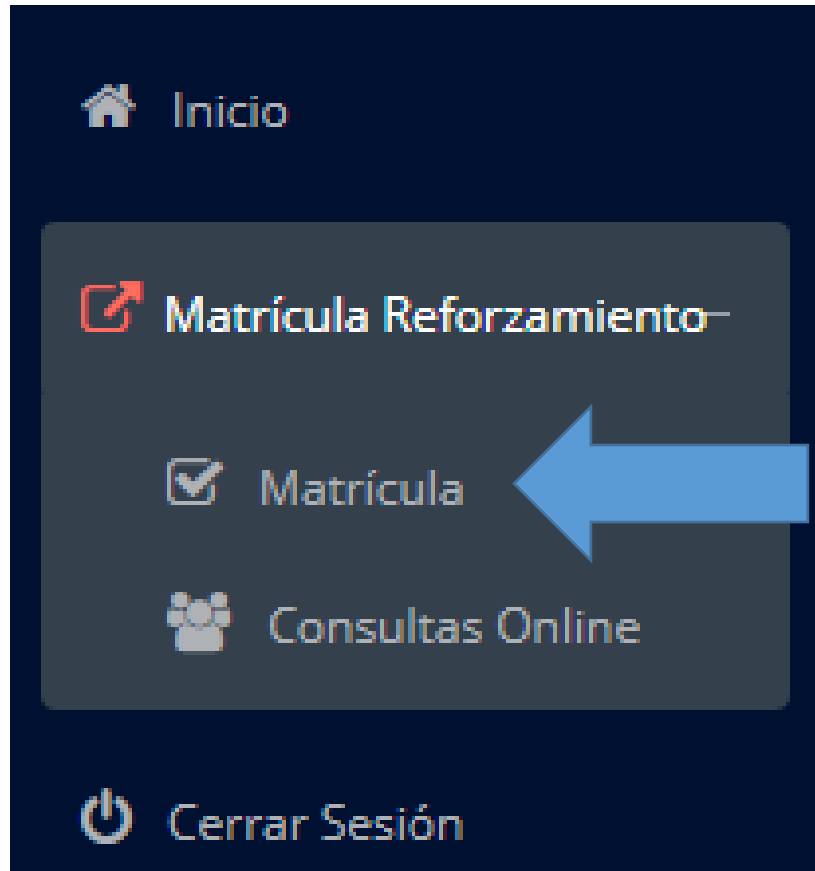 Inicio
Matrícula Reforzamiento
Matrícula
Consultas Online
Cerrar Sesión